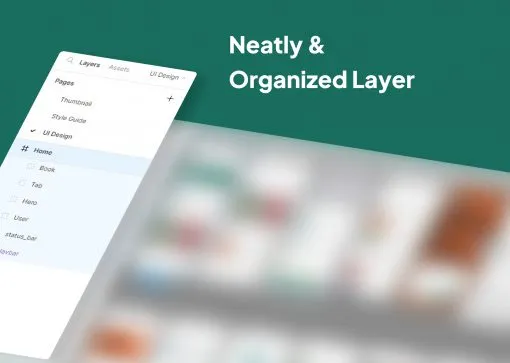 Neatly &
Organized Layer
Layers Assets UI Design
Pages
Thumbnail
Style Guide
UI Design
Home
Book
Tab
Hero
User
status_bar